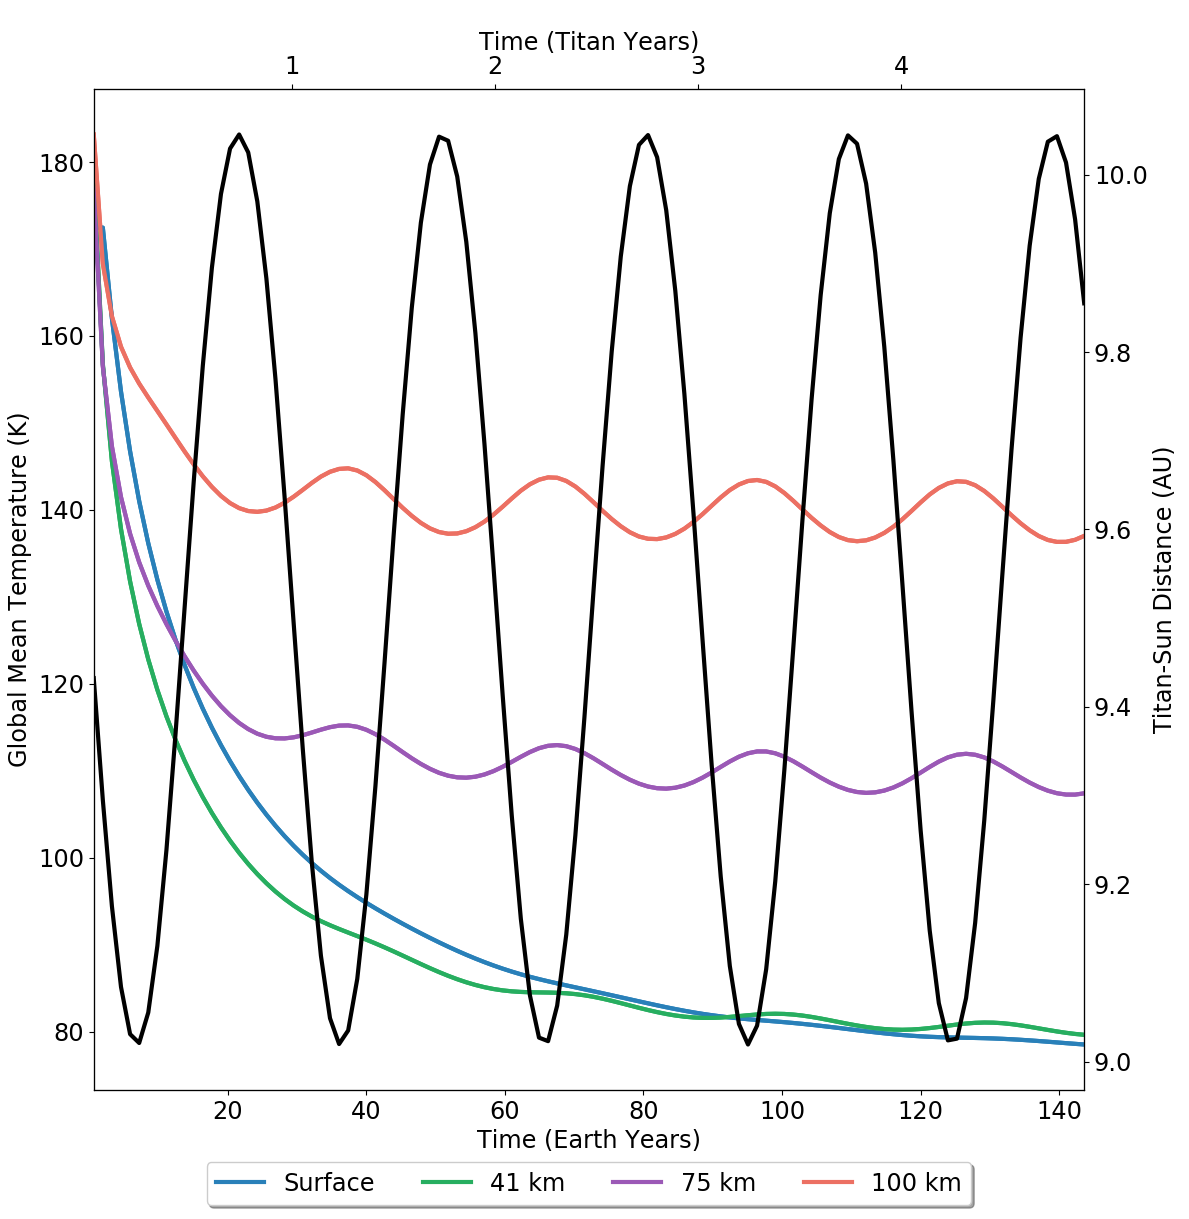 Time (Titan Years)
1 2 3 4
Global Mean Temperature (K)
180
160
140
120
100
80
10.0
9.8
9.6
9.4
9.2
9.0
Titan-Sun Distance (AU)
20 40 60 80 100 120 140
Time (Earth Years)
Surface 41 km 75 km 100 km